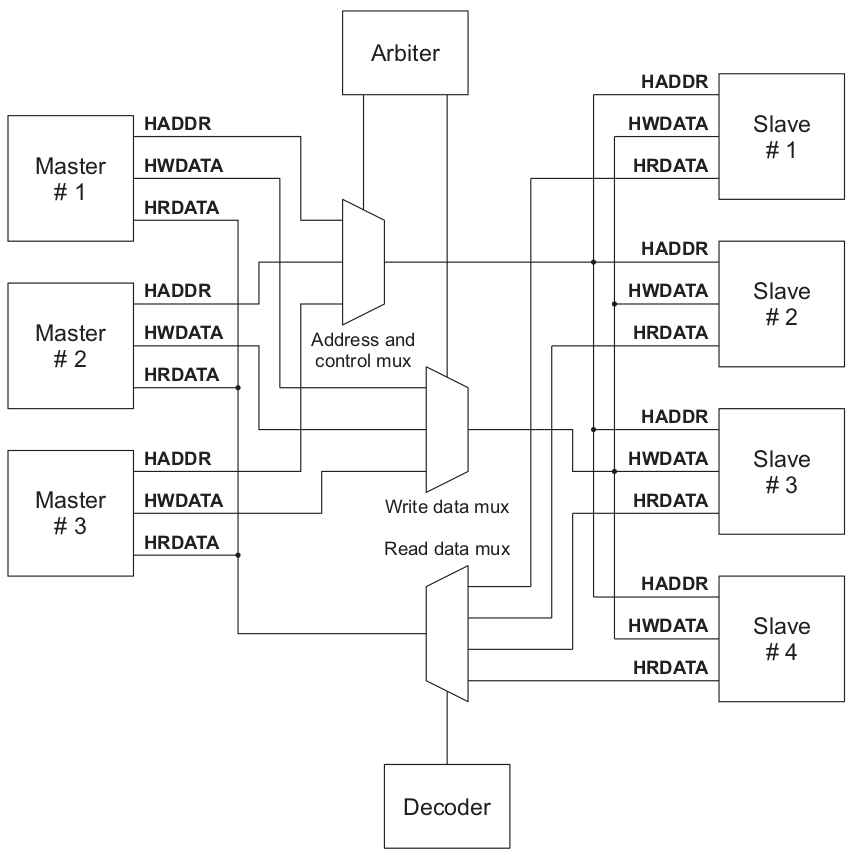 Arbiter
Master
# 1
HADDR
HWDATA
HRDATA
Master
# 2
HADDR
HWDATA
HRDATA
Master
# 3
HADDR
HWDATA
HRDATA
Address and
control mux
Write data mux
Read data mux
Decoder
HADDR
HWDATA
HRDATA
Slave
# 1
HADDR
HWDATA
HRDATA
Slave
# 2
HADDR
HWDATA
HRDATA
Slave
# 3
HADDR
HWDATA
HRDATA
Slave
# 4